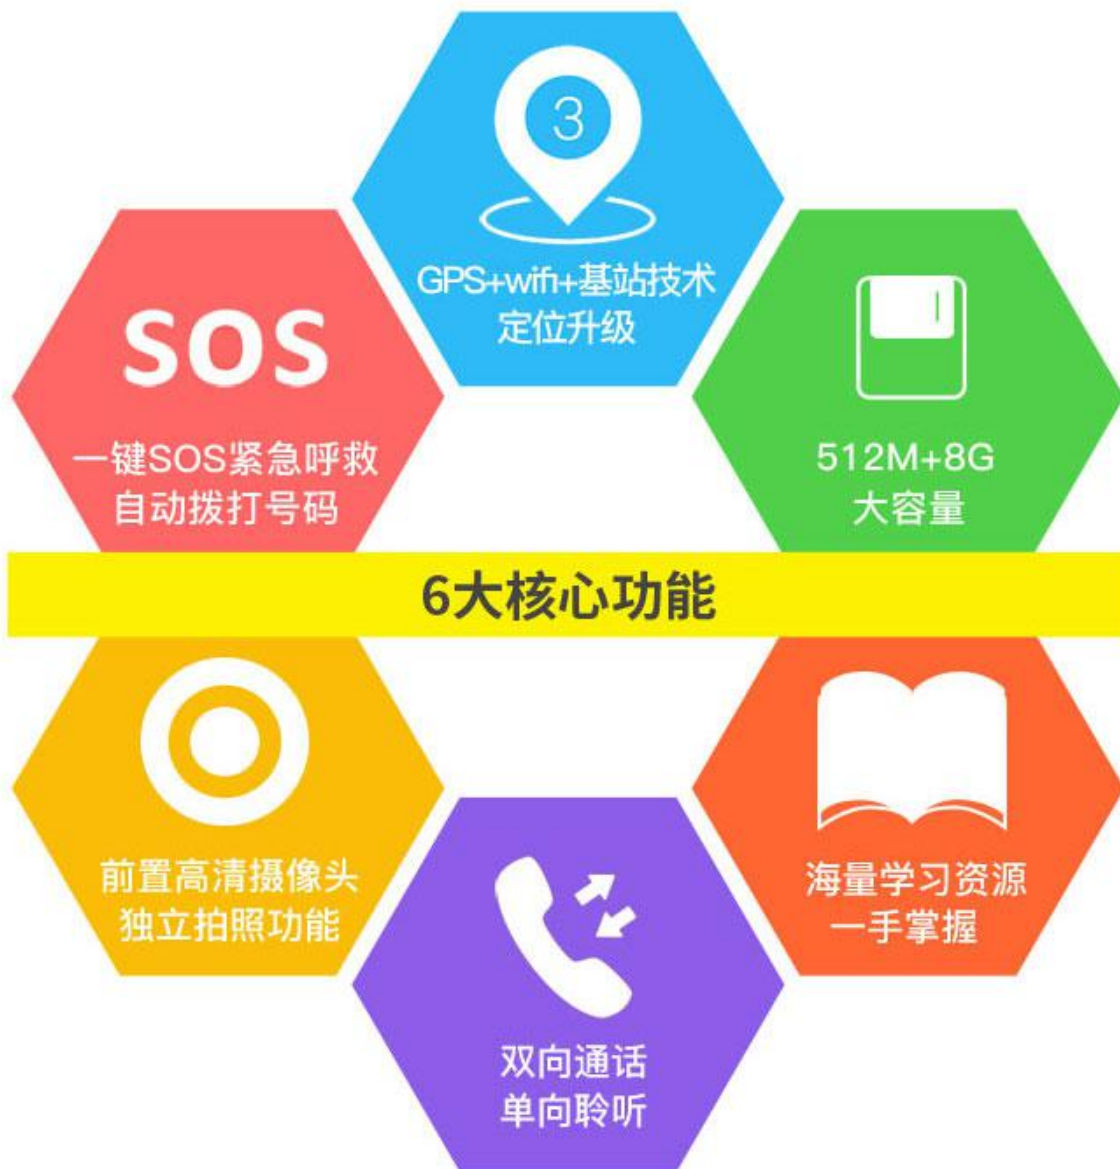 3
GPS+wifi+基站技术
定位升级
SOS
一键SOS紧急呼救
自动拨打号码
512M+8G
大容量
6大核心功能
前置高清摄像头
独立拍照功能
海量学习资源
一手掌握
双向通话
单向聆听